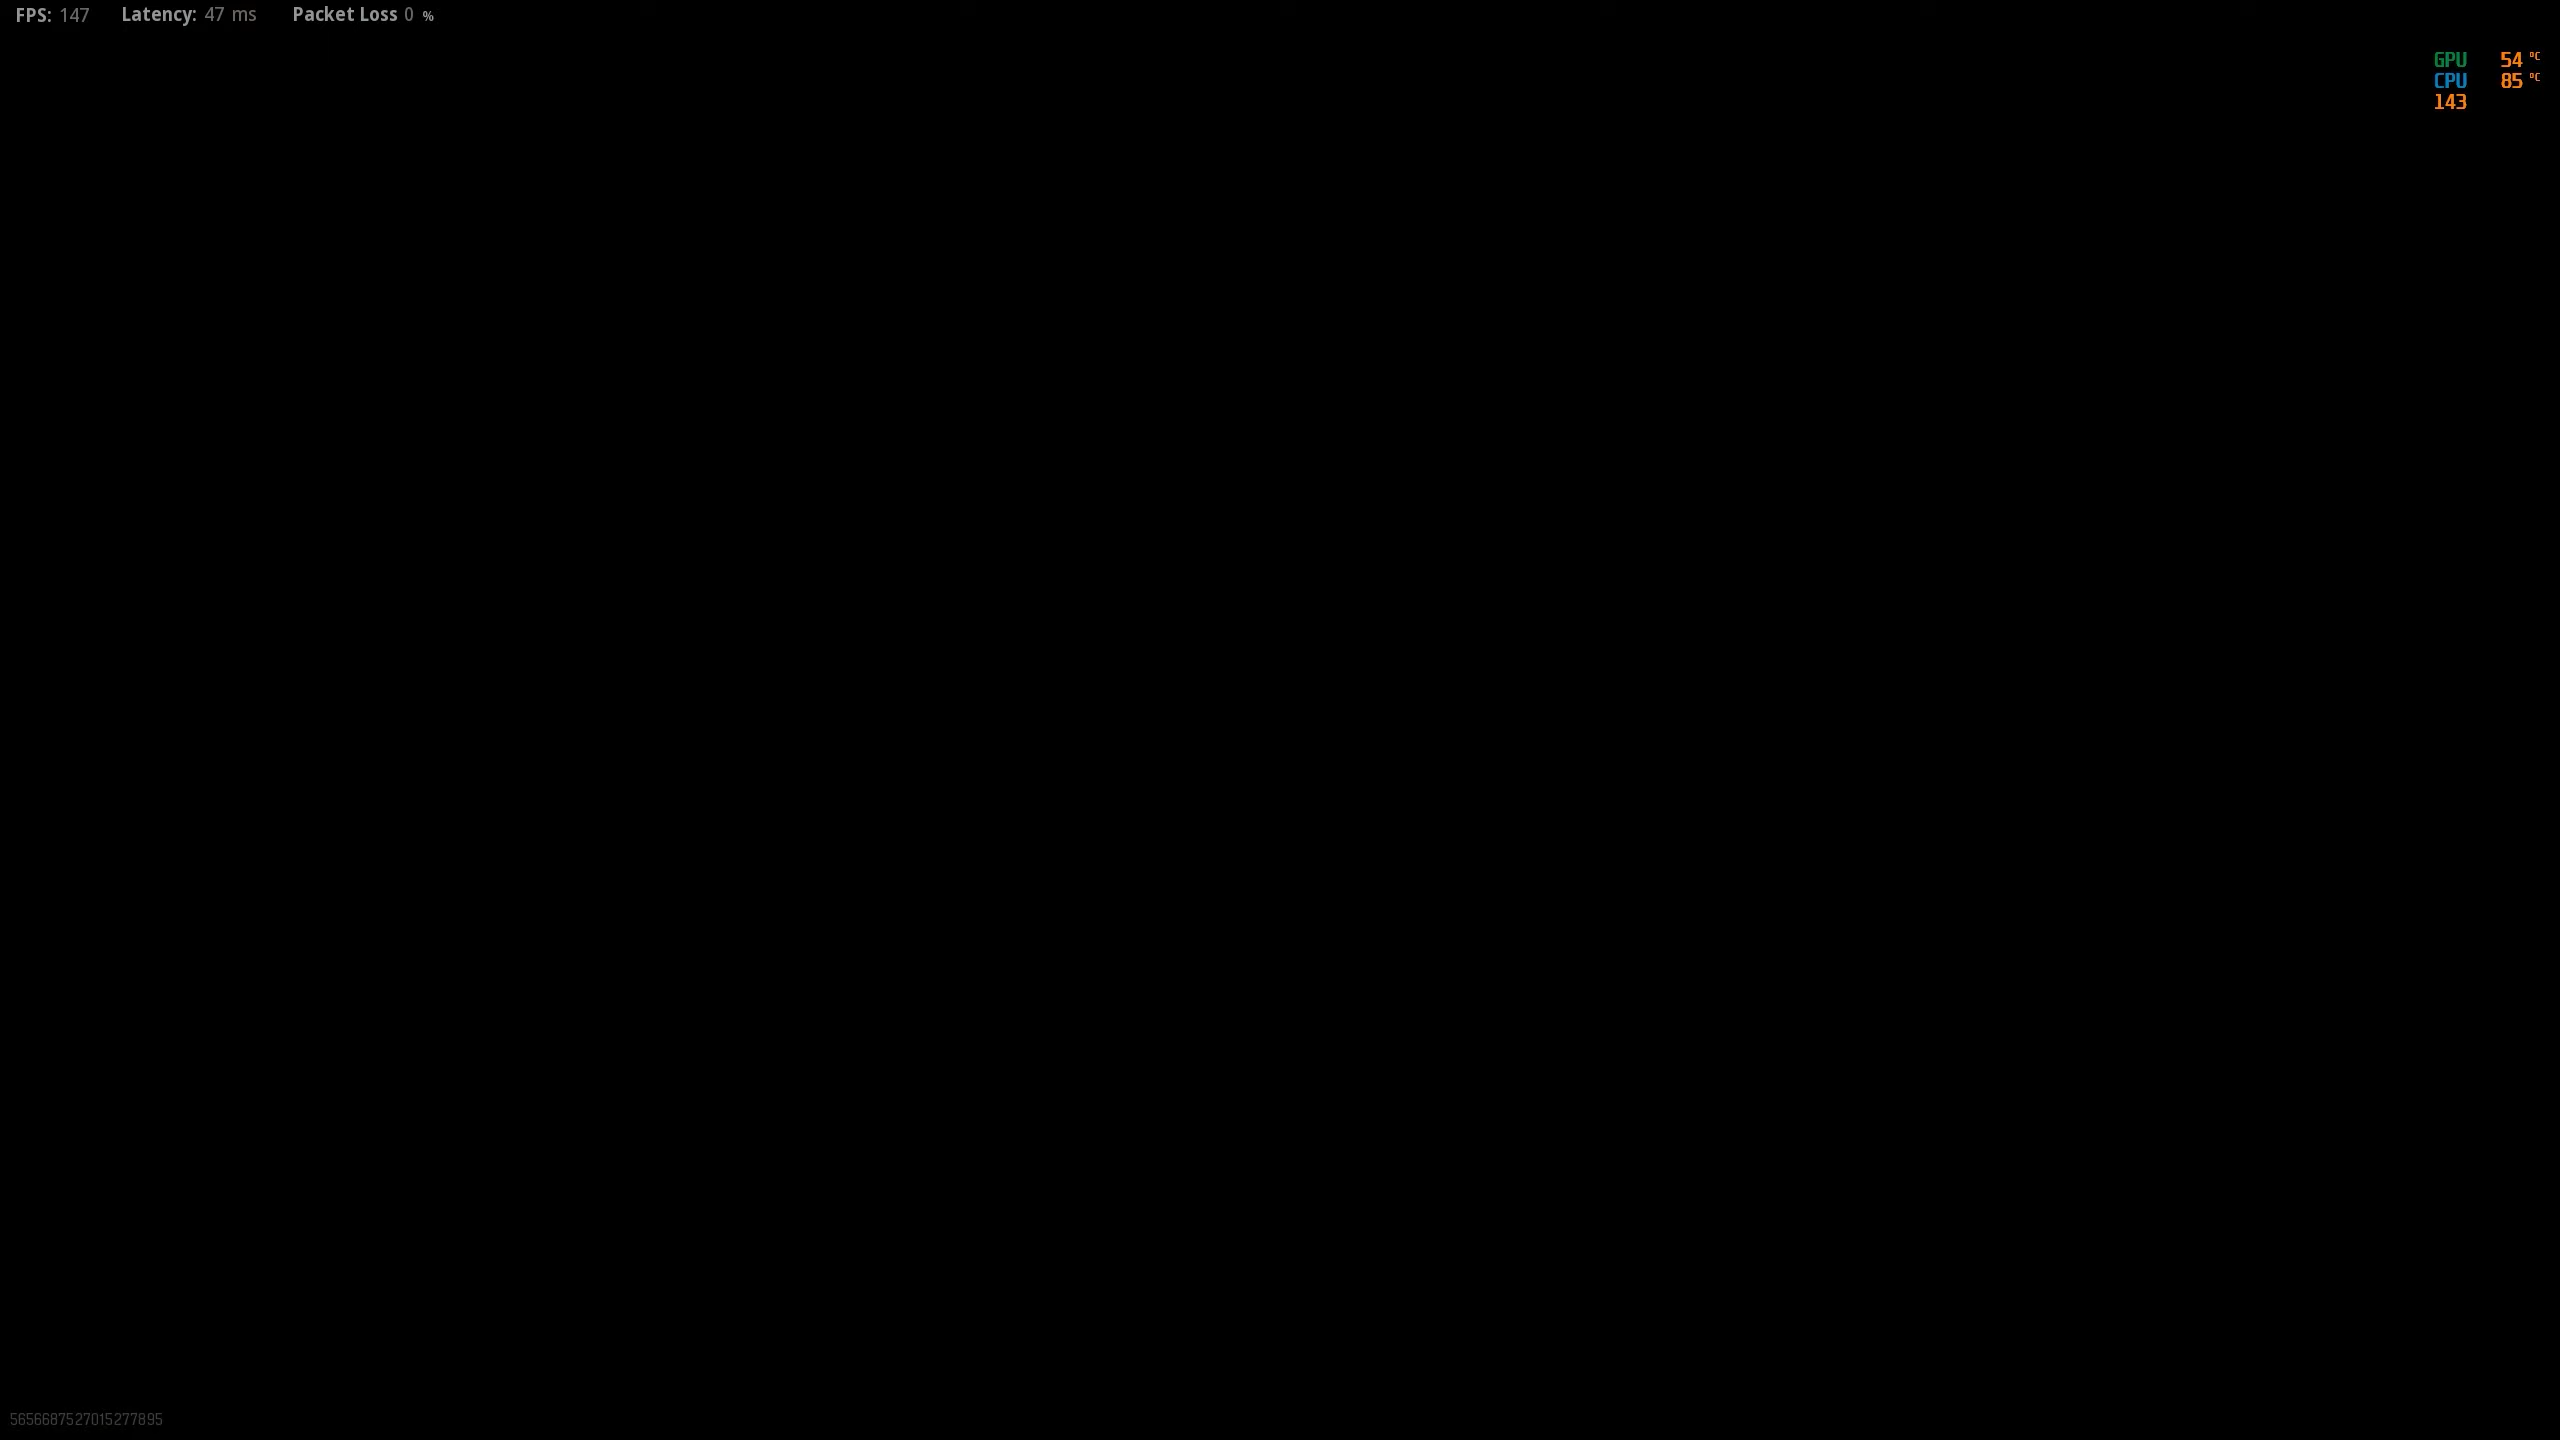 FPS: 147 Latency: 47 ms Packet Loss 0 %
GPU 54 °C
CPU 85 °C
143
5656687527015277895